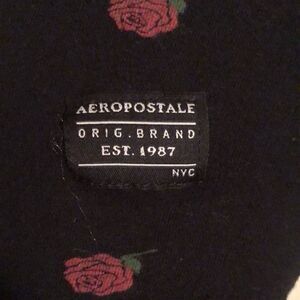 AEROPOSTALE
ORIG. BRAND
EST. 1987
NYC